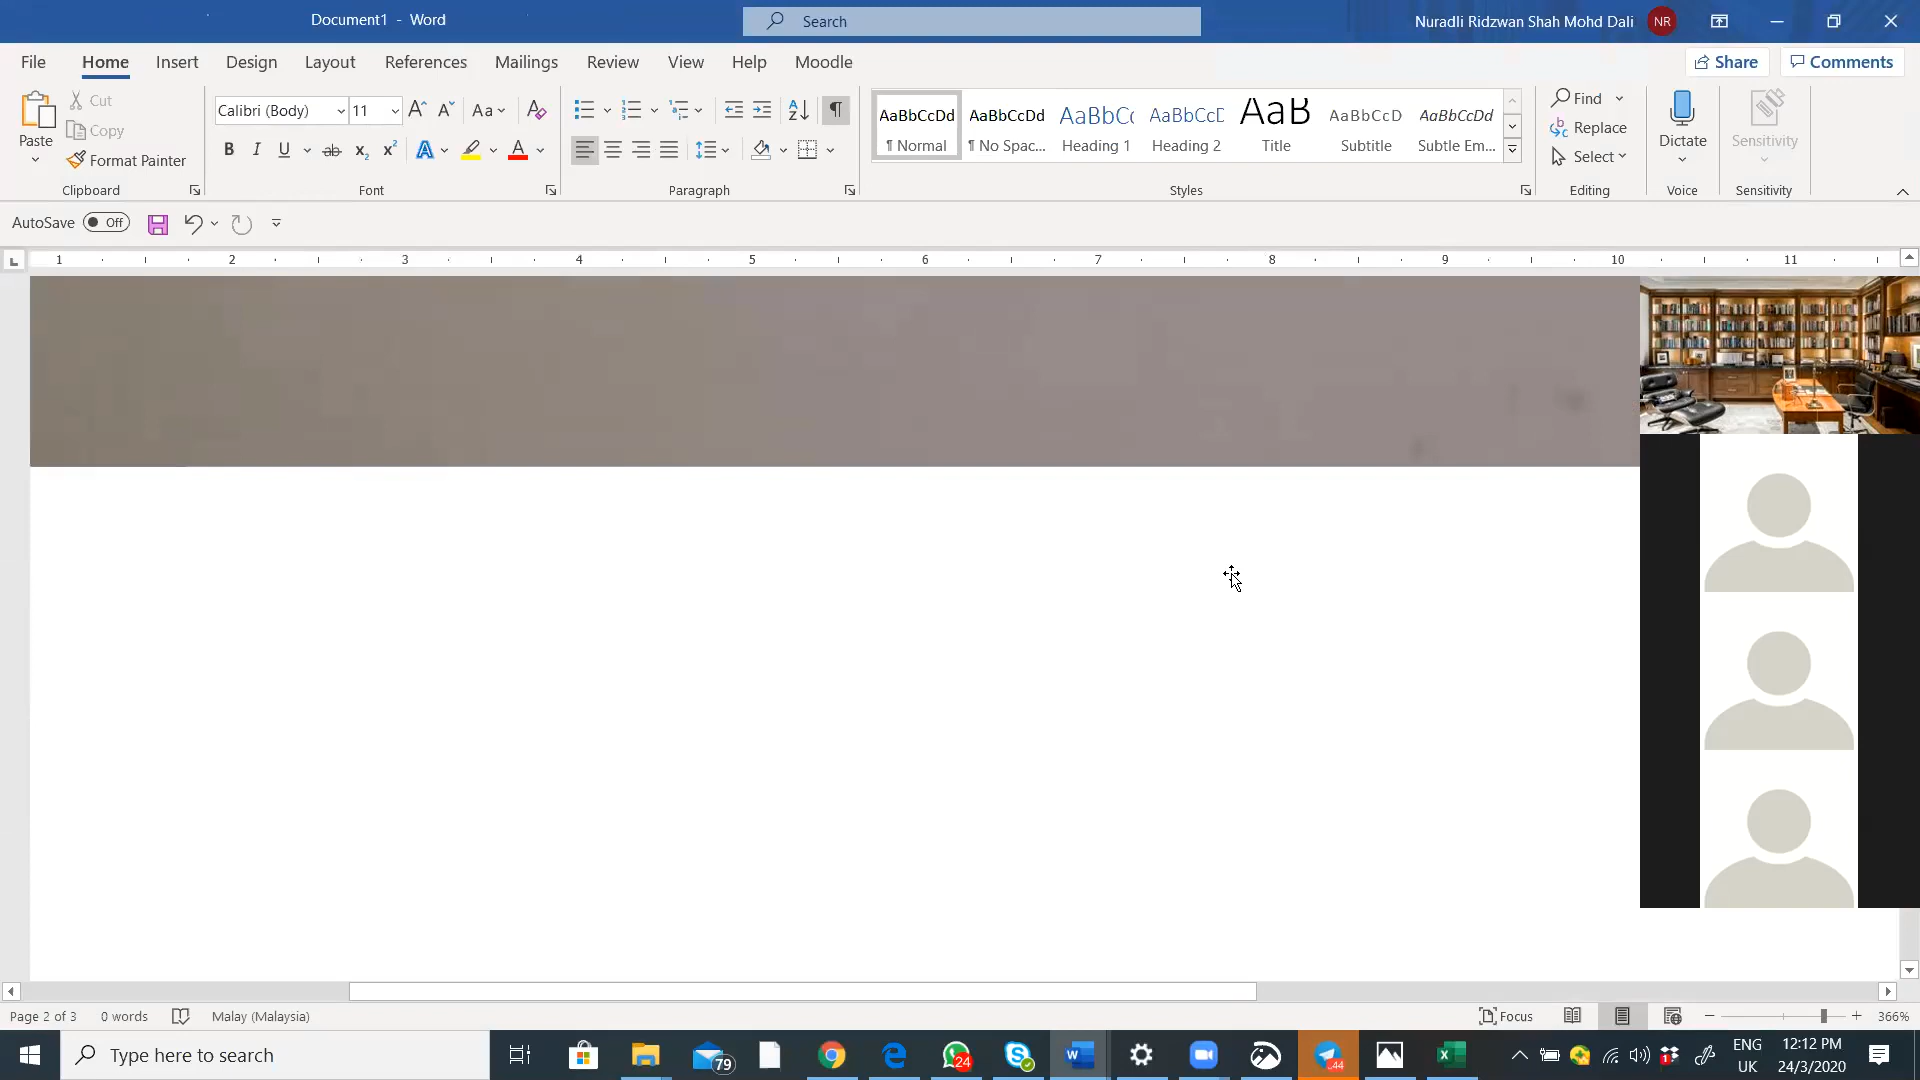 Document1 - Word
Search
Nuradli Ridzwan Shah Mohd Dali NR
File Home Insert Design Layout References Mailings Review View Help Moodle
Share Comments
Paste
Cut
Copy
Format Painter
Clipboard
Calibri (Body) 11
Font
Paragraph
AaBbCcDd AaBbCcDd AaBbCc AaBbCcD AaB AaBbCcD AaBbCcDd
¶ Normal ¶ No Spac... Heading 1 Heading 2 Title Subtitle Subtle Em...
Styles
Find
Replace
Select
Editing
Dictate
Voice
Sensitivity
Sensitivity
AutoSave Off
1 2 3 4 5 6 7 8 9 10 11
Page 2 of 3 0 words Malay (Malaysia)
Focus
366%
Type here to search
79
24
44
ENG
UK
12:12 PM
24/3/2020